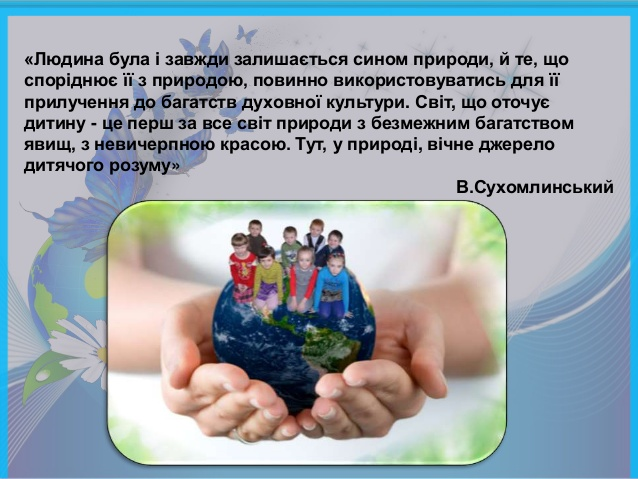 «Людина була і завжди залишається сином природи, й те, що
споріднює її з природою, повинно використовуватись для її
прилучення до багатств духовної культури. Світ, що оточує
дитину - це перш за все світ природи з безмежним багатством
явищ, з невичерпною красою. Тут, у природі, вічне джерело
дитячого розуму»
В.Сухомлинський